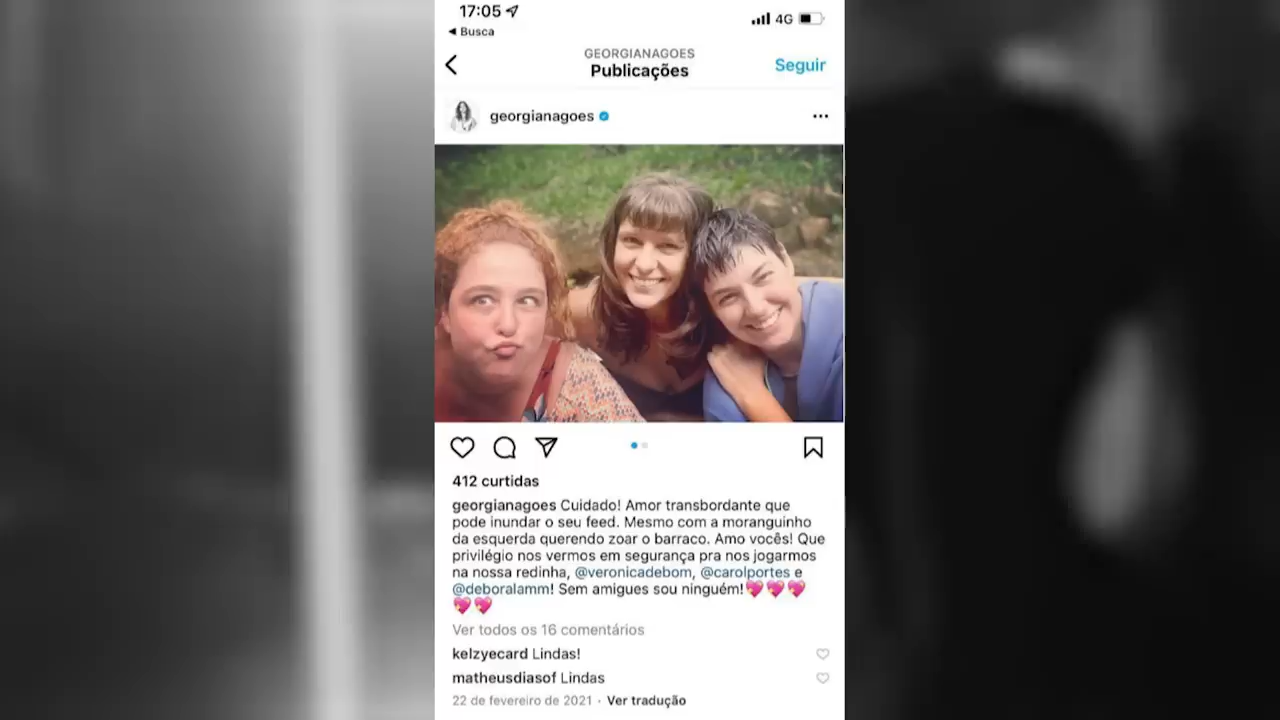 17:05
4G
◀ Busca
GEORGIANAGOES
Publicações
Seguir
georgianagoes
412 curtidas
georgianagoes Cuidado! Amor transbordante que
pode inundar o seu feed. Mesmo com a moranguinho
da esquerda querendo zoar o barraco. Amo vocês! Que
privilégio nos vermos em segurança pra nos jogarmos
na nossa redinha, @veronicadebom, @carolportes e
@deboralamm! Sem amigues sou ninguém!💖💖💖
💖💖
Ver todos os 16 comentários
kelzyecard Lindas!
matheusdiasof Lindas
22 de fevereiro de 2021 · Ver tradução